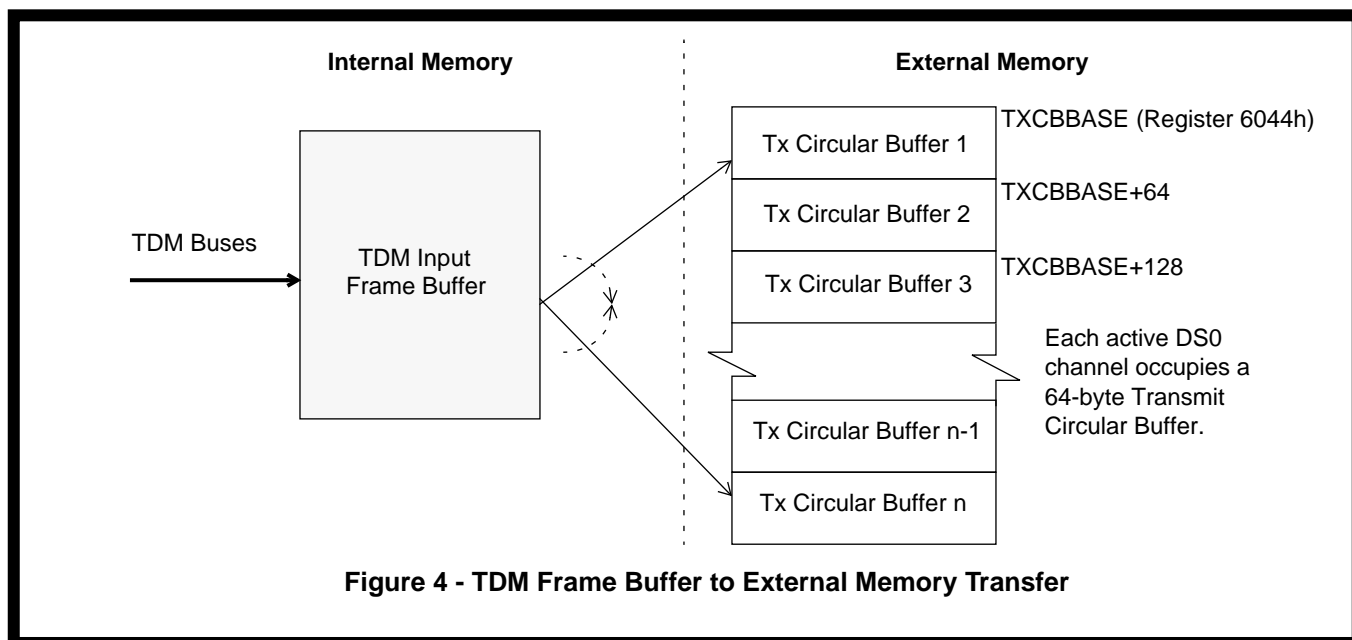 Internal Memory
External Memory
TDM Buses
TDM Input
Frame Buffer
Tx Circular Buffer 1
TXCBBASE (Register 6044h)
Tx Circular Buffer 2
TXCBBASE+64
Tx Circular Buffer 3
TXCBBASE+128
Each active DS0
channel occupies a
64-byte Transmit
Circular Buffer.
Tx Circular Buffer n-1
Tx Circular Buffer n
Figure 4 - TDM Frame Buffer to External Memory Transfer